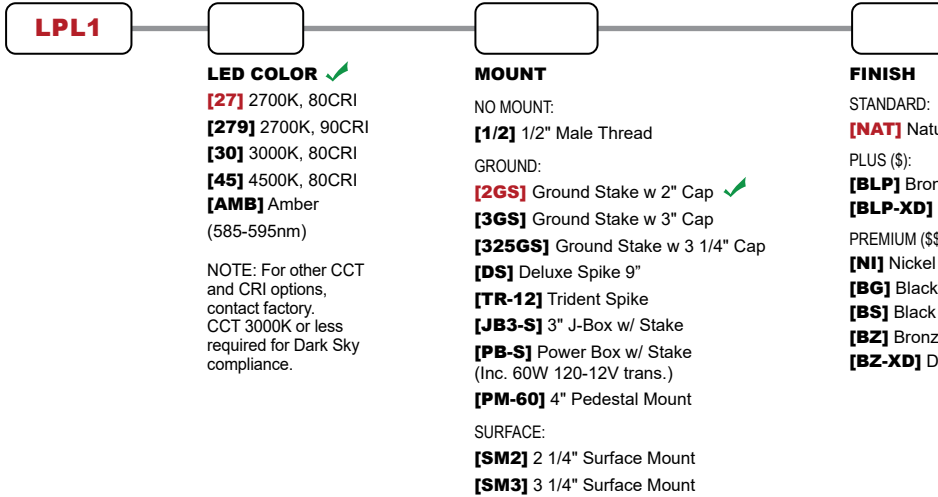 LPL1
LED COLOR
[27] 2700K, 80CRI
[279] 2700K, 90CRI
[30] 3000K, 80CRI
[45] 4500K, 80CRI
[AMB] Amber
(585-595nm)
NOTE: For other CCT
and CRI options,
contact factory.
CCT 3000K or less
required for Dark Sky
compliance.
MOUNT
NO MOUNT:
[1/2] 1/2" Male Thread
GROUND:
[2GS] Ground Stake w 2" Cap
[3GS] Ground Stake w 3" Cap
[325GS] Ground Stake w 3 1/4" Cap
[DS] Deluxe Spike 9”
[TR-12] Trident Spike
[JB3-S] 3" J-Box w/ Stake
[PB-S] Power Box w/ Stake
(Inc. 60W 120-12V trans.)
[PM-60] 4" Pedestal Mount
SURFACE:
[SM2] 2 1/4" Surface Mount
[SM3] 3 1/4" Surface Mount
FINISH
STANDARD:
[NAT]
PLUS ($):
[BLP]
[BLP-XD]
PREMIUM
[NI] Nickel
[BG] Black
[BS] Black
[BZ]
[BZ-XD]